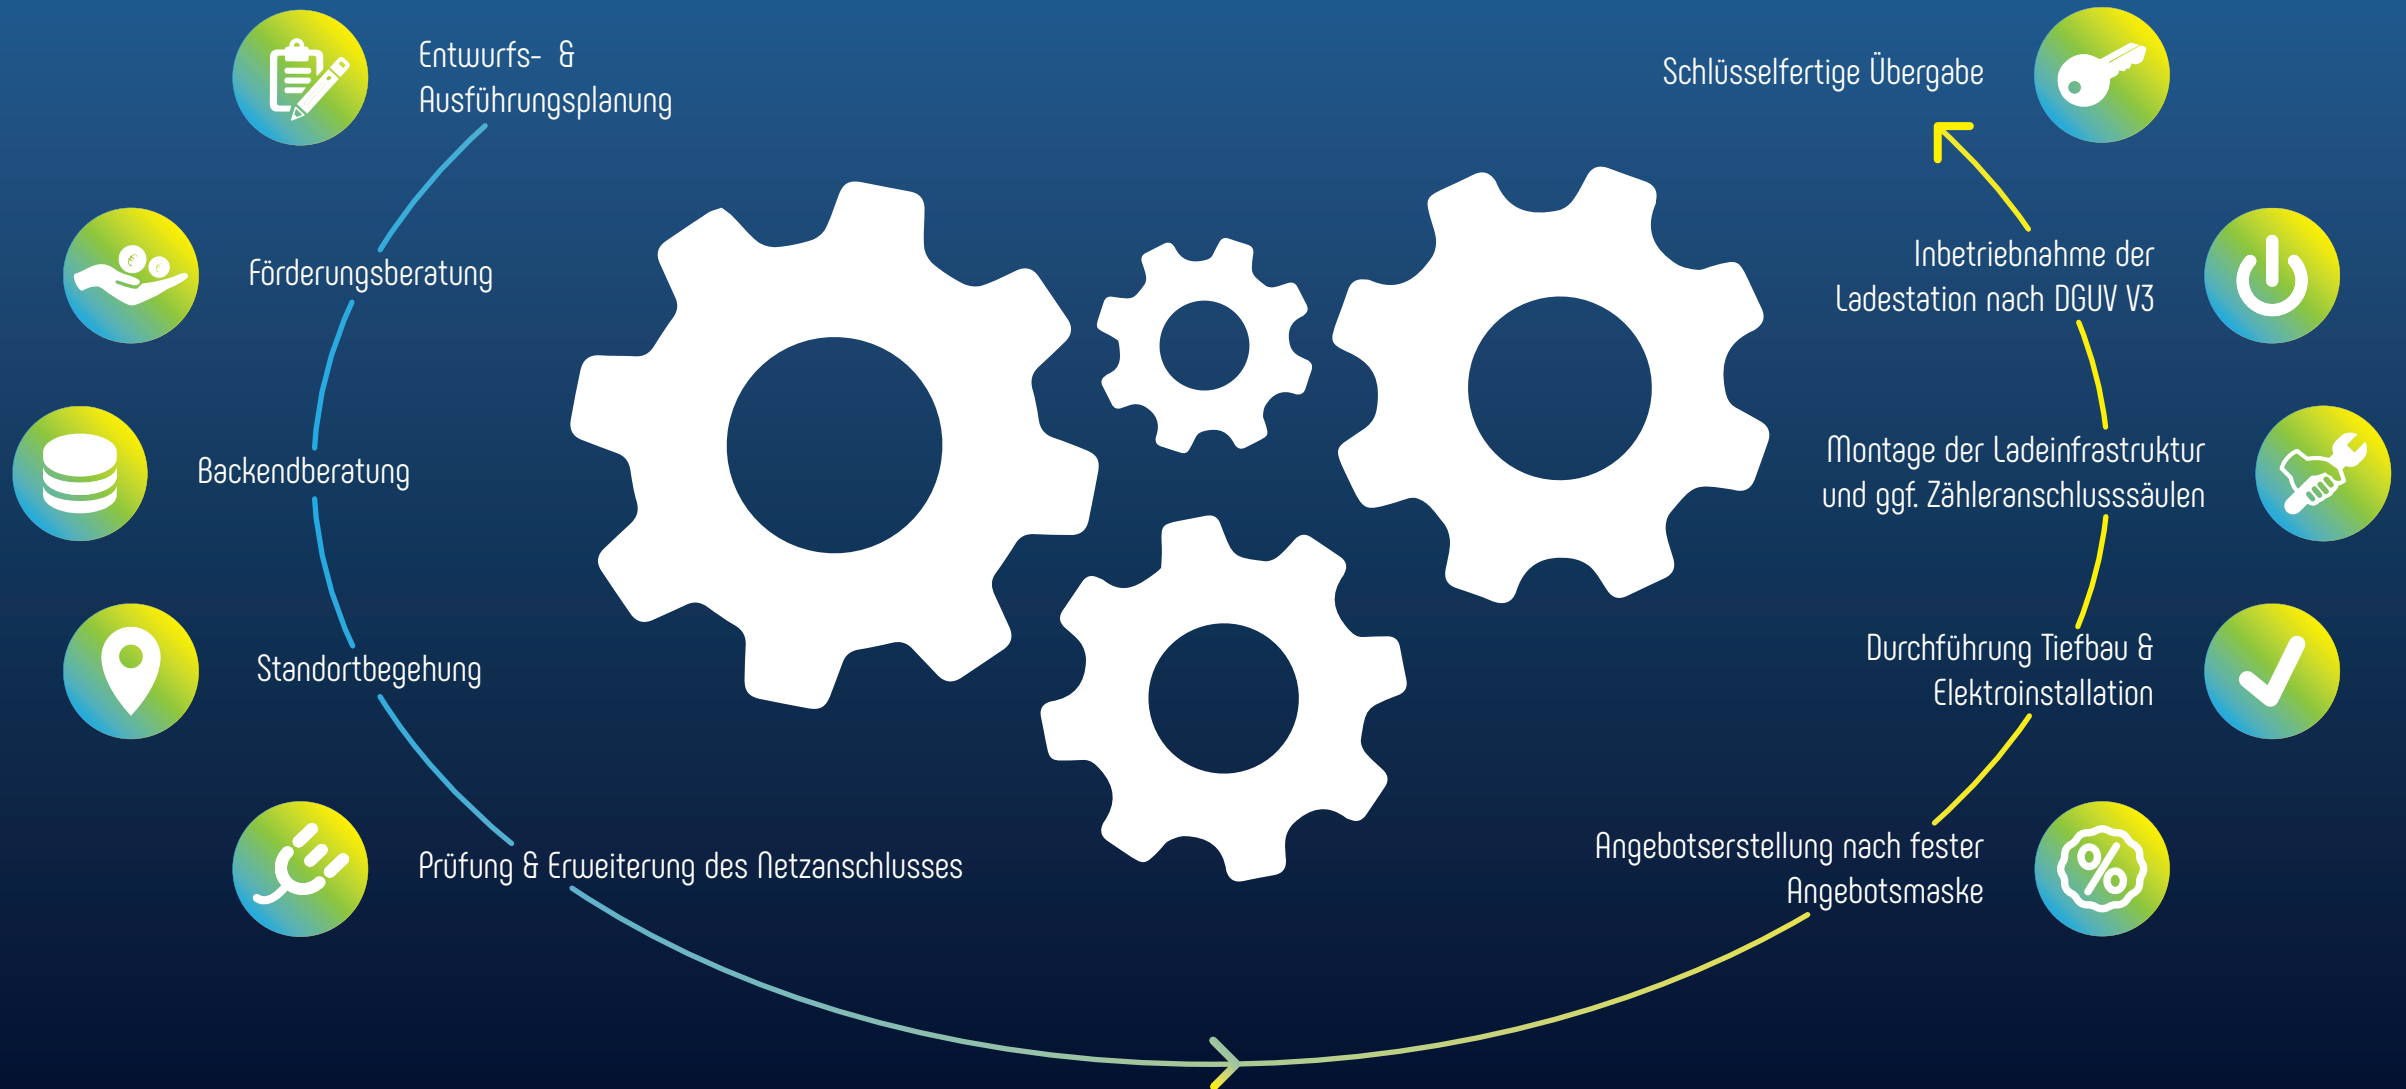 Entwurfs- &
Ausführungsplanung
Förderungsberatung
Backendberatung
Standortbegehung
Prüfung & Erweiterung des Netzanschlusses
Angebotserstellung nach fester
Angebotsmaske
Durchführung Tiefbau &
Elektroinstallation
Montage der Ladeinfrastruktur
und ggf. Zähleranschlusssäulen
Inbetriebnahme der
Ladestation nach DGUV V3
Schlüsselfertige Übergabe